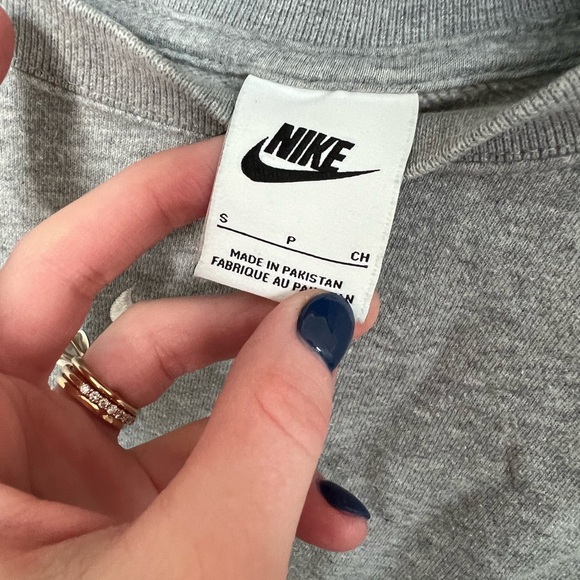 NIKE
S P CH
MADE IN PAKISTAN
FABRIQUE AU